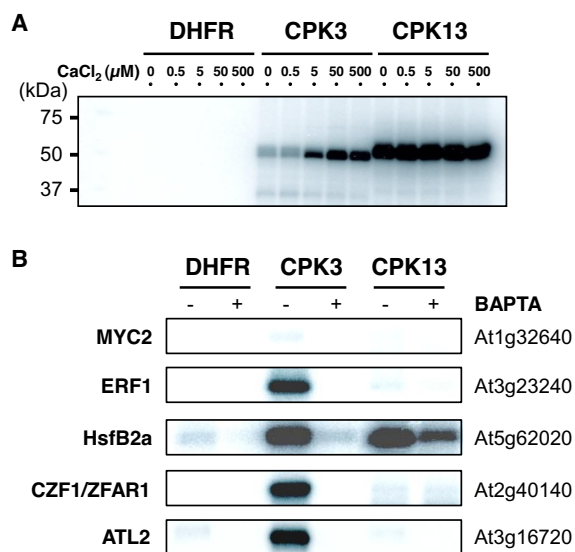 A
DHFR CPK3 CPK13
CaCl2 (μM) 0 0.5 5 50 500 0 0.5 5 50 500 0 0.5 5 50 500
(kDa)
75
50
37
B
DHFR CPK3 CPK13
- + - + - + BAPTA
MYC2 At1g32640
ERF1 At3g23240
HsfB2a At5g62020
CZF1/ZFAR1 At2g40140
ATL2 At3g16720